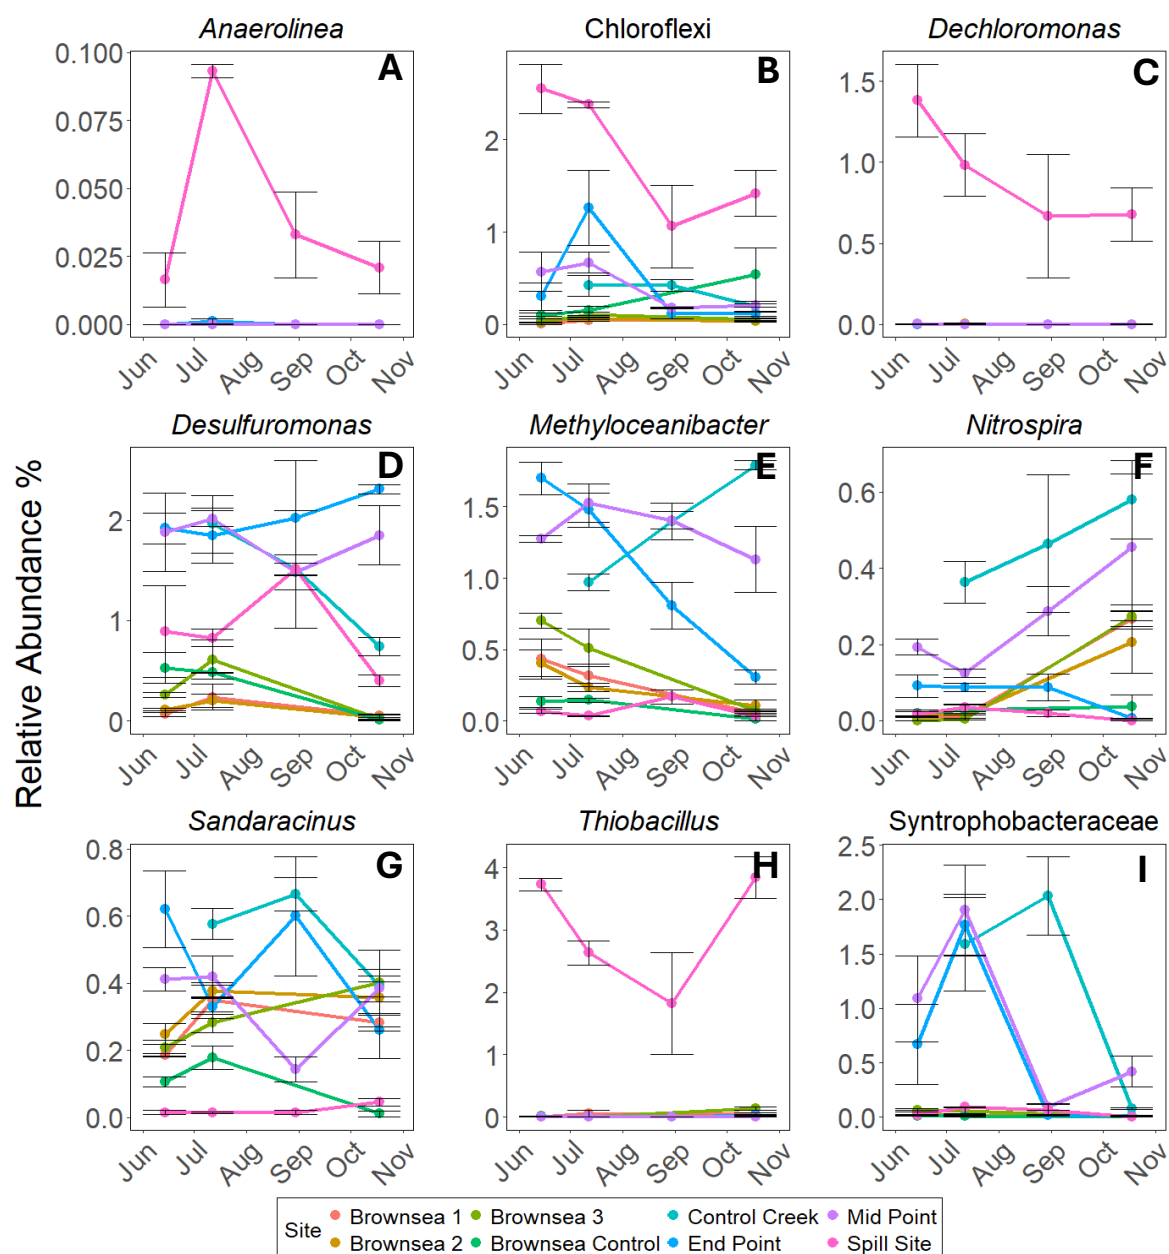 Anaerolinea
Chloroflexi
Dechloromonas
A
B
C
0.100
0.075
0.050
0.025
0.000
2
1
0
1.5
1.0
0.5
0.0
Jun Jul Aug Sep Oct Nov
Jun Jul Aug Sep Oct Nov
Jun Jul Aug Sep Oct Nov
Relative Abundance %
Desulfuromonas
Methyloceanibacter
Nitrospira
D
E
F
2
1
0
1.5
1.0
0.5
0.0
0.6
0.4
0.2
0.0
Jun Jul Aug Sep Oct Nov
Jun Jul Aug Sep Oct Nov
Jun Jul Aug Sep Oct Nov
Sandaracinus
Thiobacillus
Syntrophobacteraceae
G
H
I
0.8
0.6
0.4
0.2
0.0
4
3
2
1
0
2.5
2.0
1.5
1.0
0.5
0.0
Jun Jul Aug Sep Oct Nov
Jun Jul Aug Sep Oct Nov
Jun Jul Aug Sep Oct Nov
Site
Brownsea 1
Brownsea 3
Control Creek
Mid Point
Brownsea 2
Brownsea Control
End Point
Spill Site